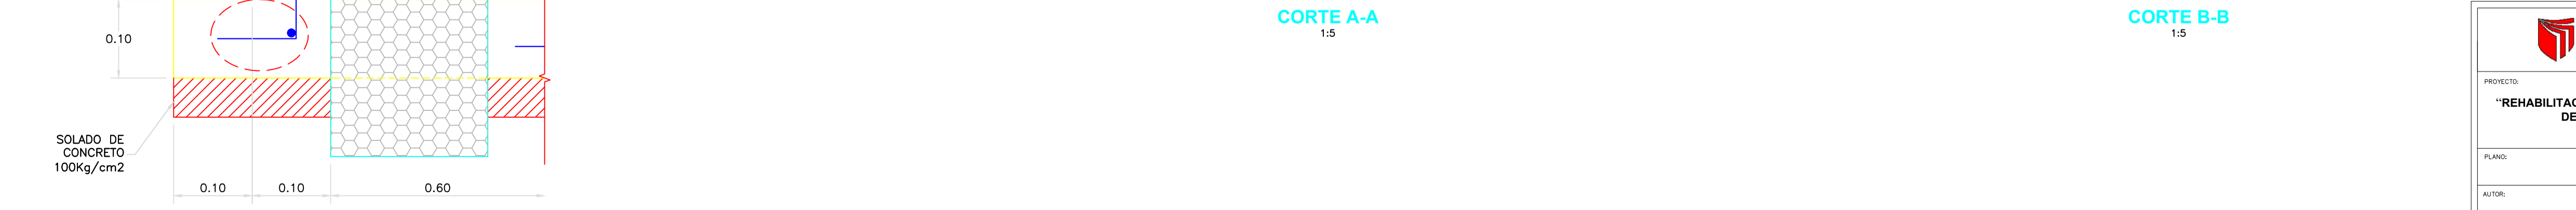 0.10
SOLADO DE
CONCRETO
100Kg/cm2
0.10
0.10
0.60
CORTE A-A
1:5
CORTE B-B
1:5
PROYECTO:
DE
PLANO:
AUTOR: